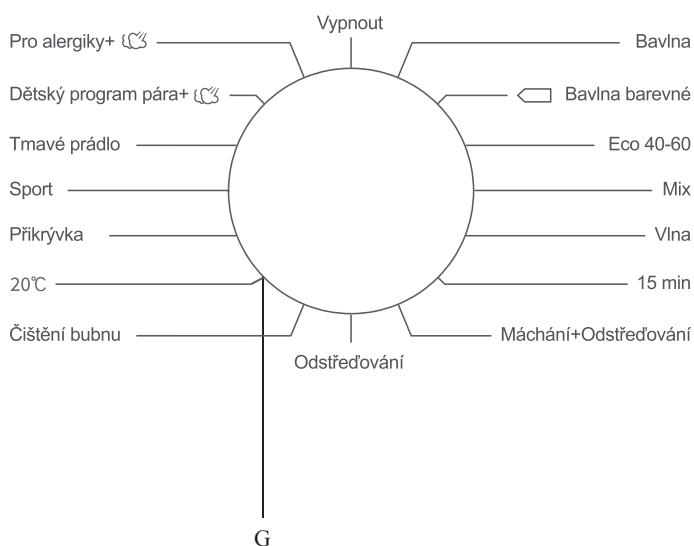 Vypnout
Pro alergiky+
Bavlna
Dětský program pára+
Bavlna barevné
Tmavé prádlo
Eco 40-60
Sport
Mix
Přikrývka
Vlna
20℃
15 min
Čištění bubnu
Máchání+Odstřeďování
Odstřeďování
G